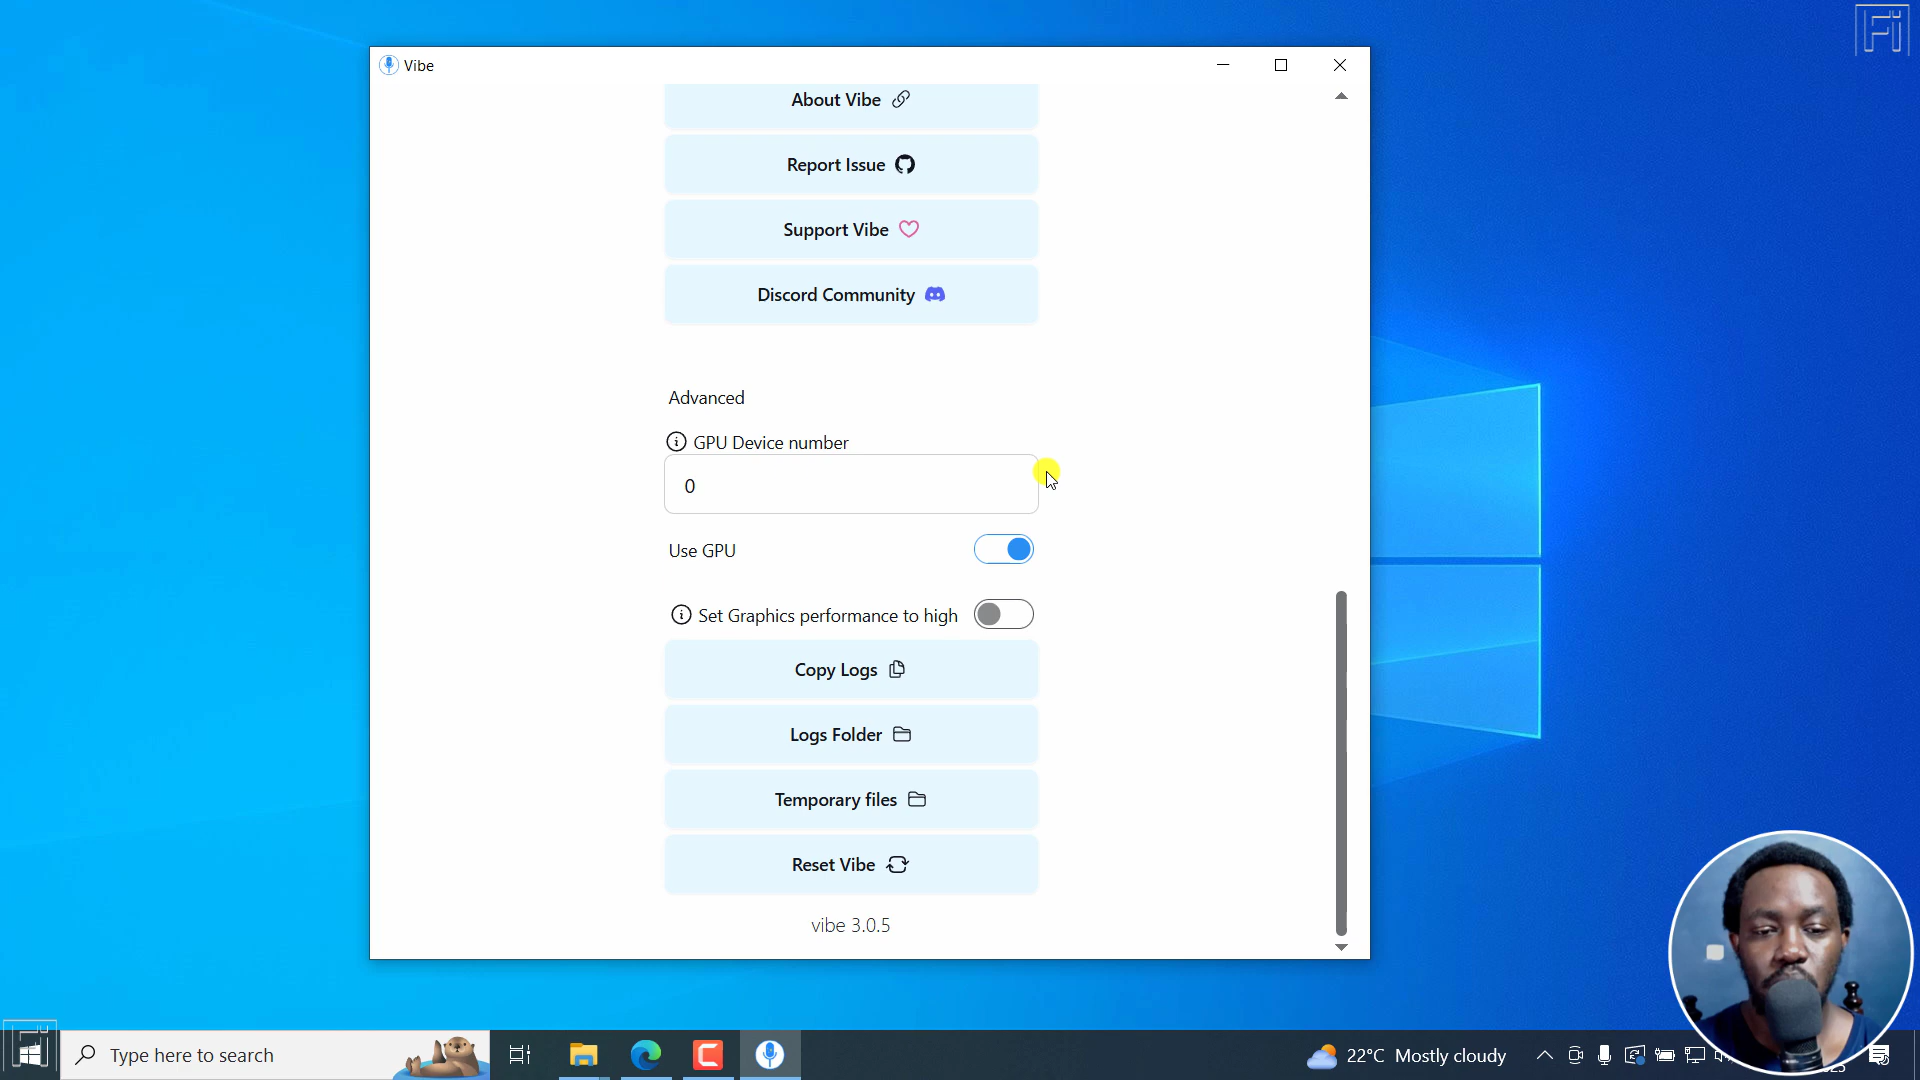 Fi
Vibe
About Vibe
Report Issue
Support Vibe
Discord Community
Advanced
GPU Device number
0
Use GPU
Set Graphics performance to high
Copy Logs
Logs Folder
Temporary files
Reset Vibe
vibe 3.0.5
Type here to search
22°C Mostly cloudy